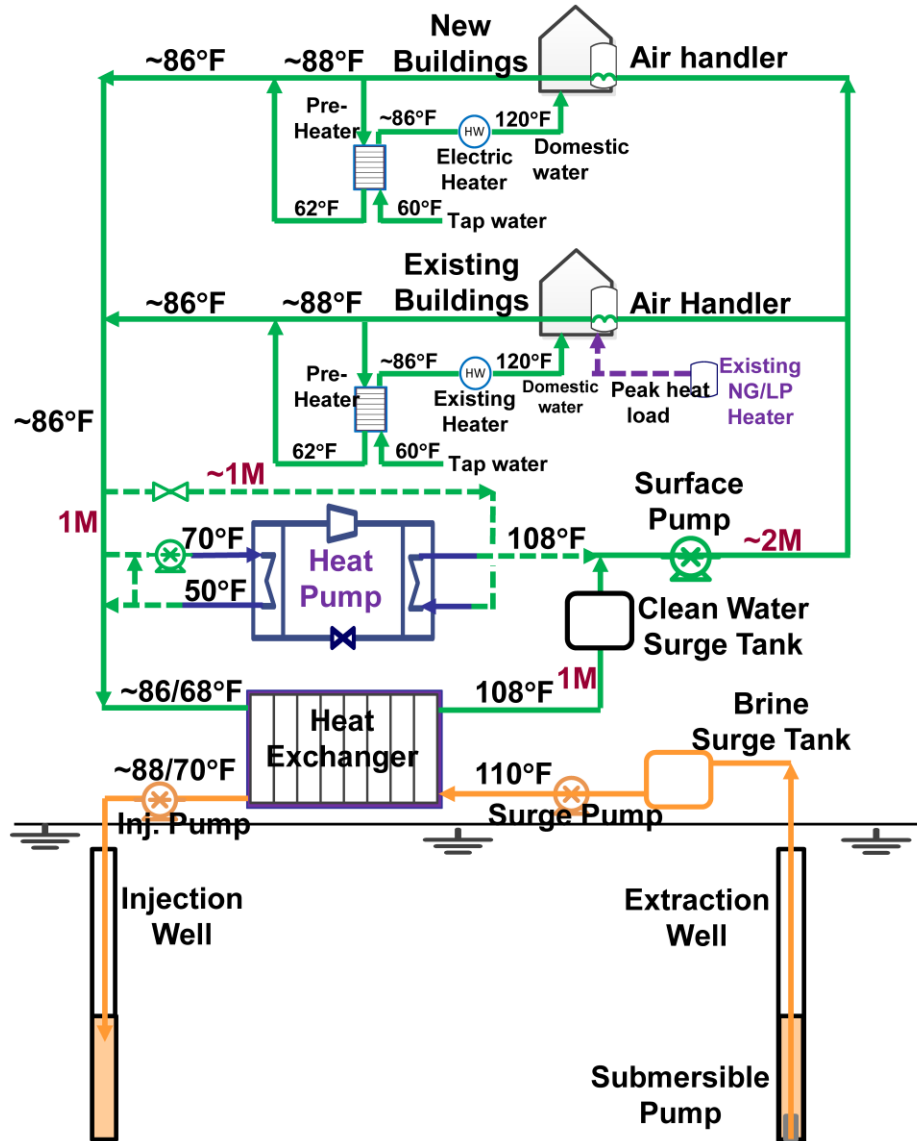 New
Buildings
~86°F
~88°F
Air handler
Pre-
Heater
~86°F
HW
120°F
Electric
Heater
Domestic
water
62°F
60°F
Tap water
Existing
Buildings
~86°F
~88°F
Air Handler
Pre-
Heater
~86°F
HW
120°F
Existing
Heater
Domestic
water
Peak heat
load
Existing
NG/LP
Heater
62°F
60°F
Tap water
~86°F
~1M
1M
70°F
50°F
Heat
Pump
108°F
Surface
Pump
~2M
Clean Water
Surge Tank
1M
~86/68°F
108°F
Heat
Exchanger
Brine
Surge Tank
~88/70°F
110°F
Inj. Pump
Surge Pump
Injection
Well
Extraction
Well
Submersible
Pump